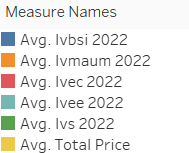 Measure Names
Avg. Ivbsi 2022
Avg. Ivmaum 2022
Avg. Ivec 2022
Avg. Ivee 2022
Avg. Ivs 2022
Avg. Total Price